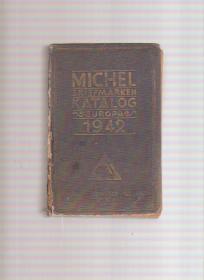 MICHEL
BRIEFMARKEN
KATALOG
EUROPA
1942